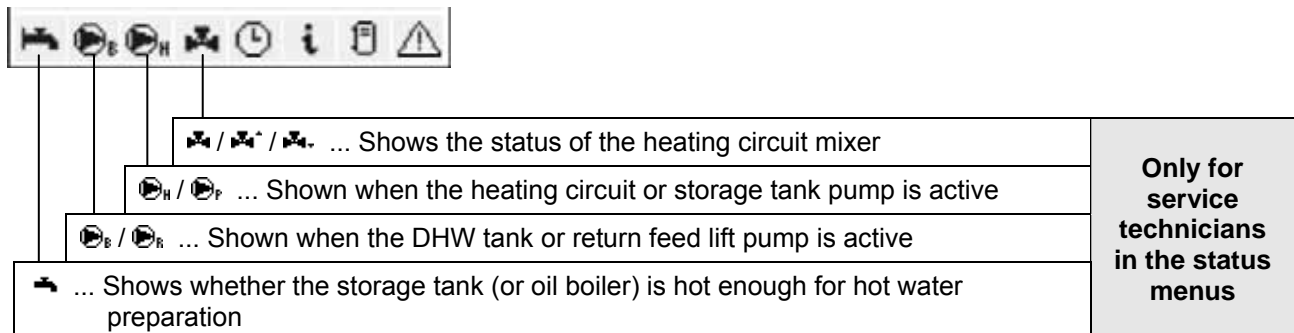 B H
/ / ... Shows the status of the heating circuit mixer
H / P ... Shown when the heating circuit or storage tank pump is active
B / R ... Shown when the DHW tank or return feed lift pump is active
... Shows whether the storage tank (or oil boiler) is hot enough for hot water
preparation
Only for
service
technicians
in the status
menus